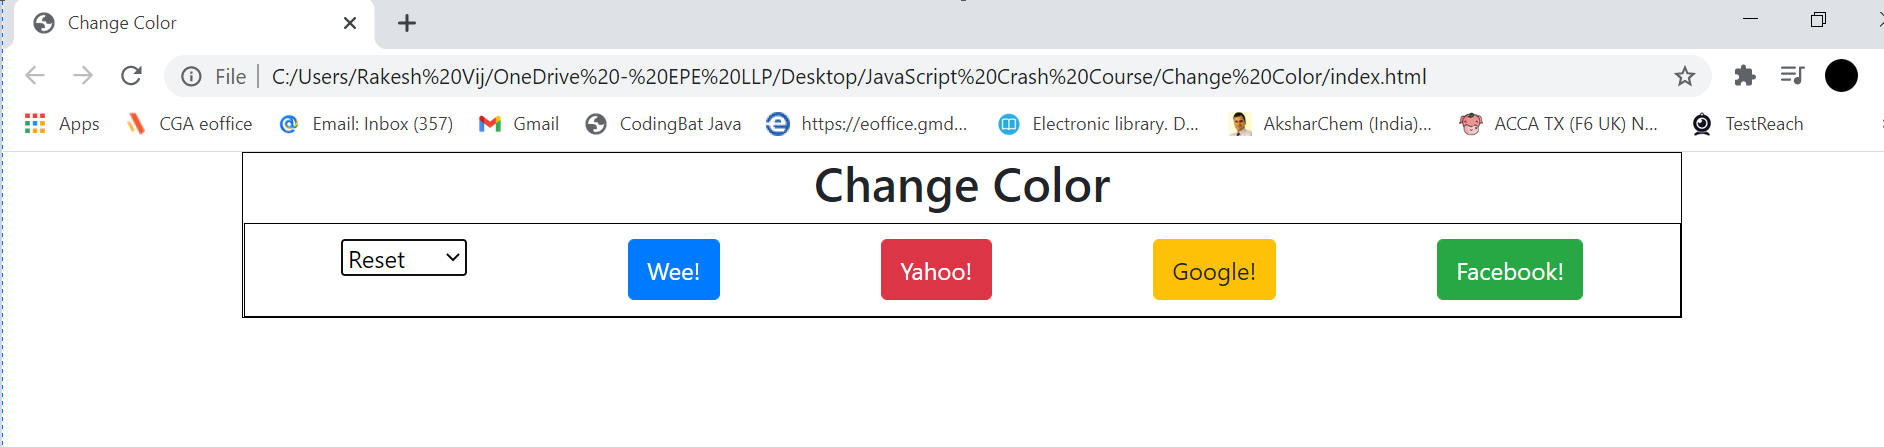 Change Color
File C:/Users/Rakesh%20Vij/OneDrive%20-%20EPE%20LLP/Desktop/JavaScript%20Crash%20Course/Change%20Color/index.html
Apps CGA eoffice Email: Inbox (357) Gmail CodingBat Java https://eoffice.gmd... Electronic library. D... AksharChem (India)... ACCA TX (F6 UK) N... TestReach
Change Color
Reset Wee! Yahoo! Google! Facebook!